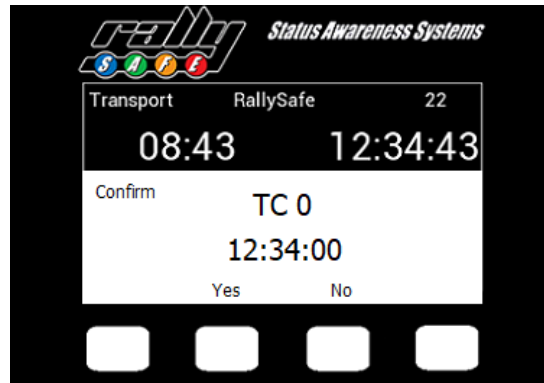 rally
Status Awareness Systems
SAFE
Transport RallySafe 22
08:43 12:34:43
Confirm
TC 0
12:34:00
Yes No